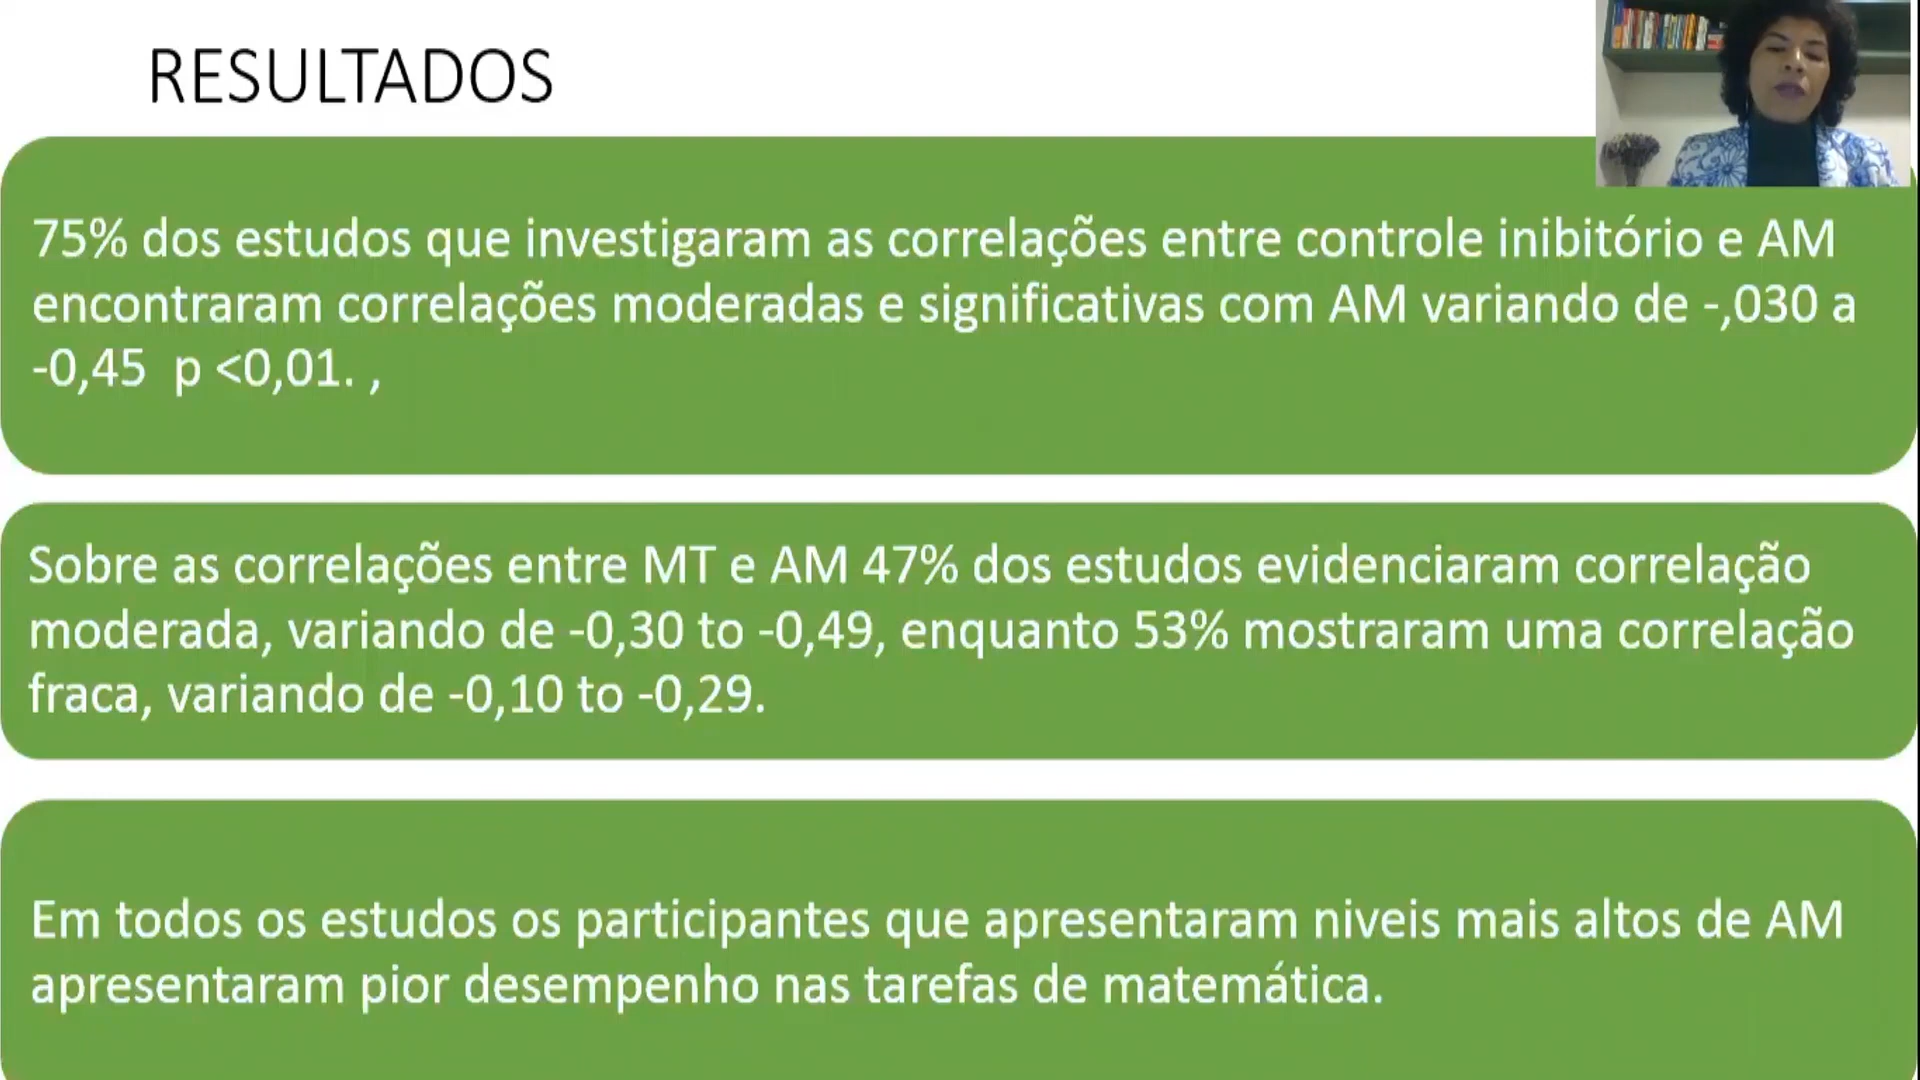 RESULTADOS
75% dos estudos que investigaram as correlações entre controle inibitório e AM
encontraram correlações moderadas e significativas com AM variando de -,030 a
-0,45  p <0,01. ,
Sobre as correlações entre MT e AM 47% dos estudos evidenciaram correlação
moderada, variando de -0,30 to -0,49, enquanto 53% mostraram uma correlação
fraca, variando de -0,10 to -0,29.
Em todos os estudos os participantes que apresentaram niveis mais altos de AM
apresentaram pior desempenho nas tarefas de matemática.